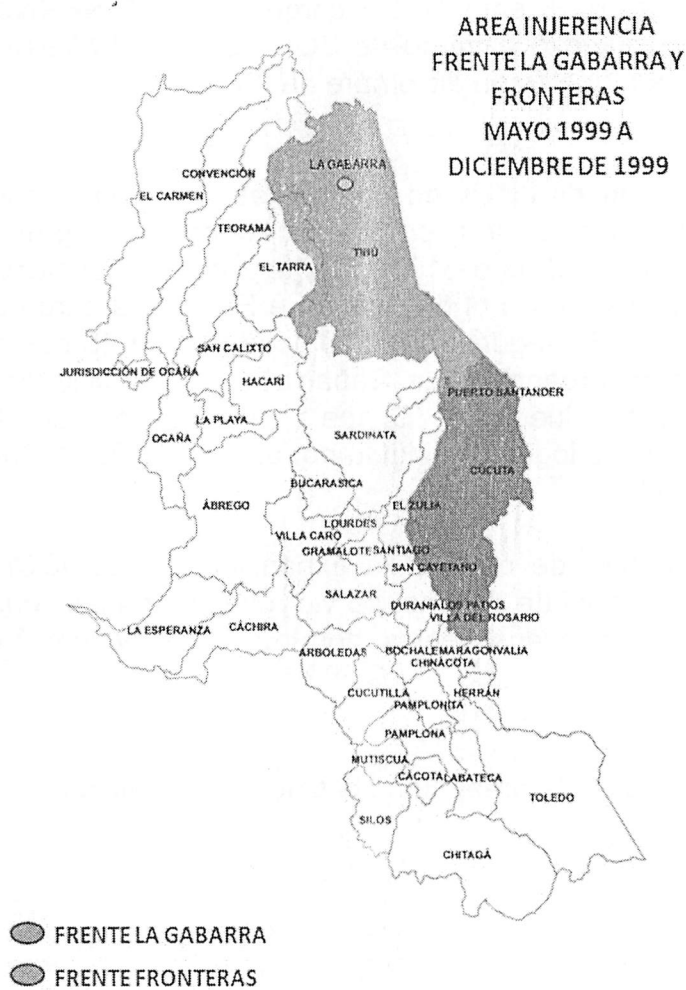 AREA INJERENCIA
FRENTE LA GABARRA Y
FRONTERAS
MAYO 1999 A
DICIEMBRE DE 1999
LA GABARRA
CONVENCIÓN
EL CARMEN
TEORAMA
TIBÚ
EL TARRA
SAN CALIXTO
JURISDICCIÓN DE OCAÑA
HACARÍ
PUERTO SANTANDER
LA PLAYA
OCAÑA
SARDINATA
CÚCUTA
BUCARASICA
ÁBREGO
EL ZULIA
LOURDES
VILLA CARO
GRAMALOTE
SANTIAGO
SAN CAYETANO
SALAZAR
DURANIA
LOS PATIOS
VILLA DEL ROSARIO
LA ESPERANZA
CÁCHIRA
ARBOLEDAS
BOCHALEMA
RAGONVALIA
CHINÁCOTA
CUCUTILLA
HERRÁN
PAMPLONITA
PAMPLONA
MUTISCUA
CÁCOTA
LABATECA
TOLEDO
SILOS
CHITAGÁ
FRENTE LA GABARRA
FRENTE FRONTERAS